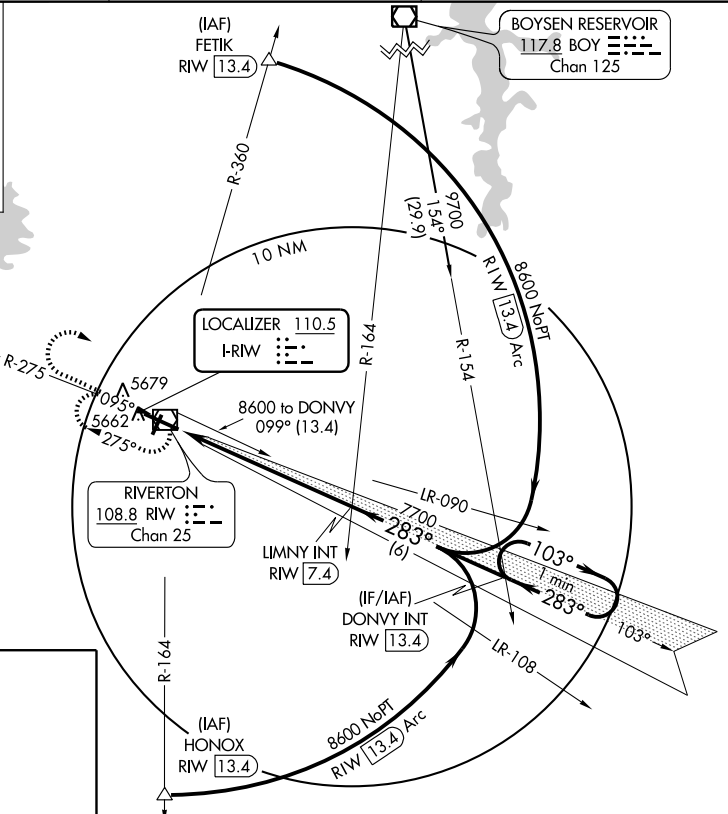 (IAF)
FETIK
RIW 13.4
BOYSEN RESERVOIR
117.8 BOY
Chan 125
R-360
9700
154°
(29.9)
10 NM
8600 NoPT
RIW 13.4 Arc
LOCALIZER 110.5
I-RIW
R-164
R-154
R-275
5679
095°
5662
275°
8600 to DONVY
099° (13.4)
RIVERTON
108.8 RIW
Chan 25
LR-090
7700
283°
(6)
LIMNY INT
RIW 7.4
103°
1 min
283°
103°
(IF/IAF)
DONVY INT
RIW 13.4
LR-108
R-164
(IAF)
HONOX
RIW 13.4
8600 NoPT
RIW 13.4 Arc